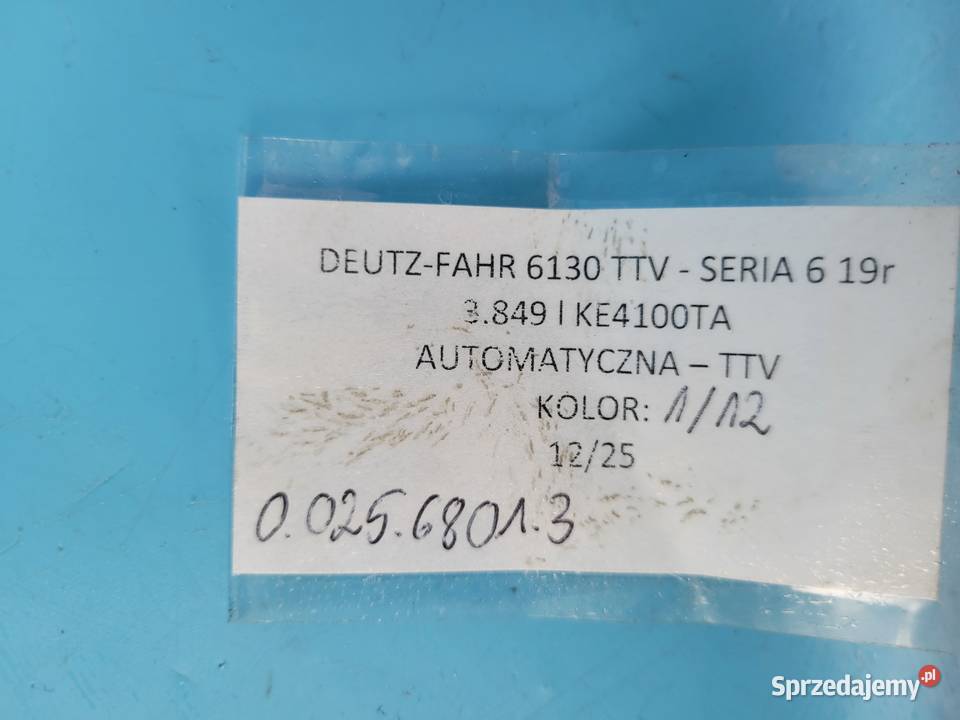 DEUTZ-FAHR 6130 TTV - SERIA 6 19r
3.849 l KE4100TA
AUTOMATYCZNA – TTV
KOLOR: 1/12
12/25
0.025.6801.3
Sprzedajemy.pl